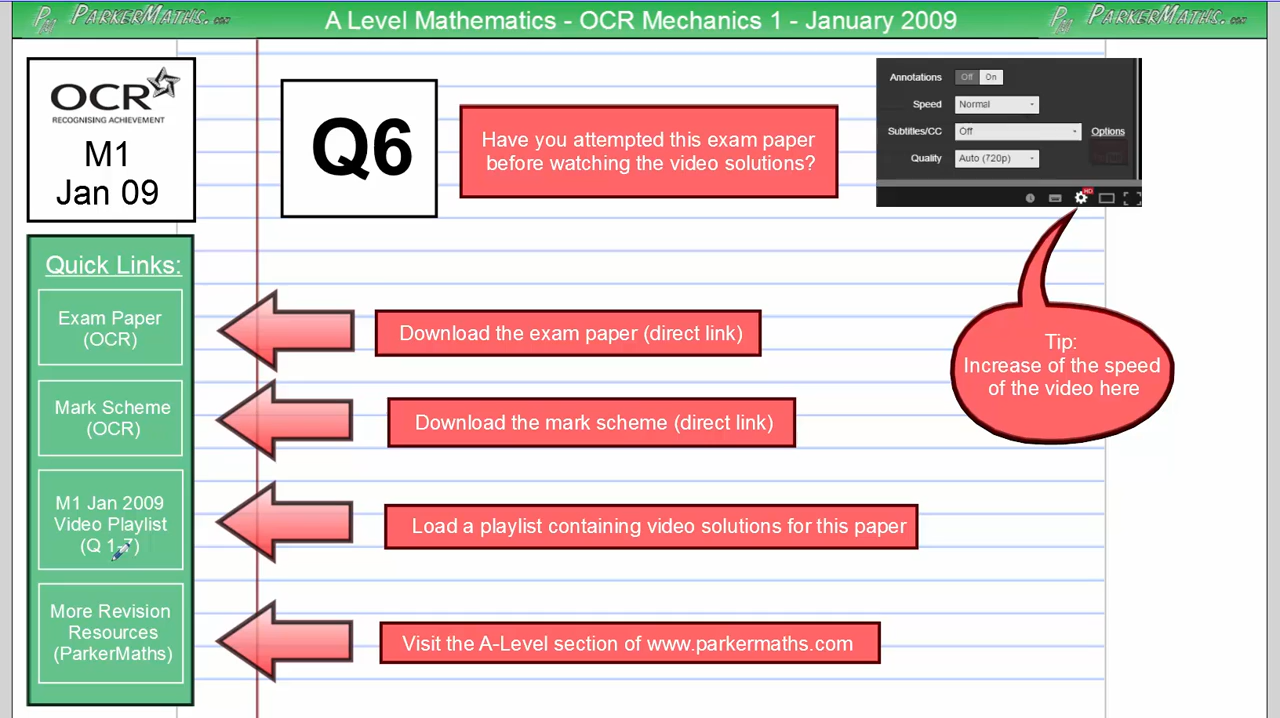 PARKERMATHS.COM
A Level Mathematics - OCR Mechanics 1 - January 2009
PARKERMATHS.COM
OCR
RECOGNISING ACHIEVEMENT
M1
Jan 09
Q6
Have you attempted this exam paper
before watching the video solutions?
Annotations Off On
Speed Normal
Subtitles/CC Off Options
Quality Auto (720p)
HD
Tip:
Increase of the speed
of the video here
Quick Links:
Exam Paper
(OCR)
Download the exam paper (direct link)
Mark Scheme
(OCR)
Download the mark scheme (direct link)
M1 Jan 2009
Video Playlist
(Q 1-7)
Load a playlist containing video solutions for this paper
More Revision
Resources
(ParkerMaths)
Visit the A-Level section of www.parkermaths.com